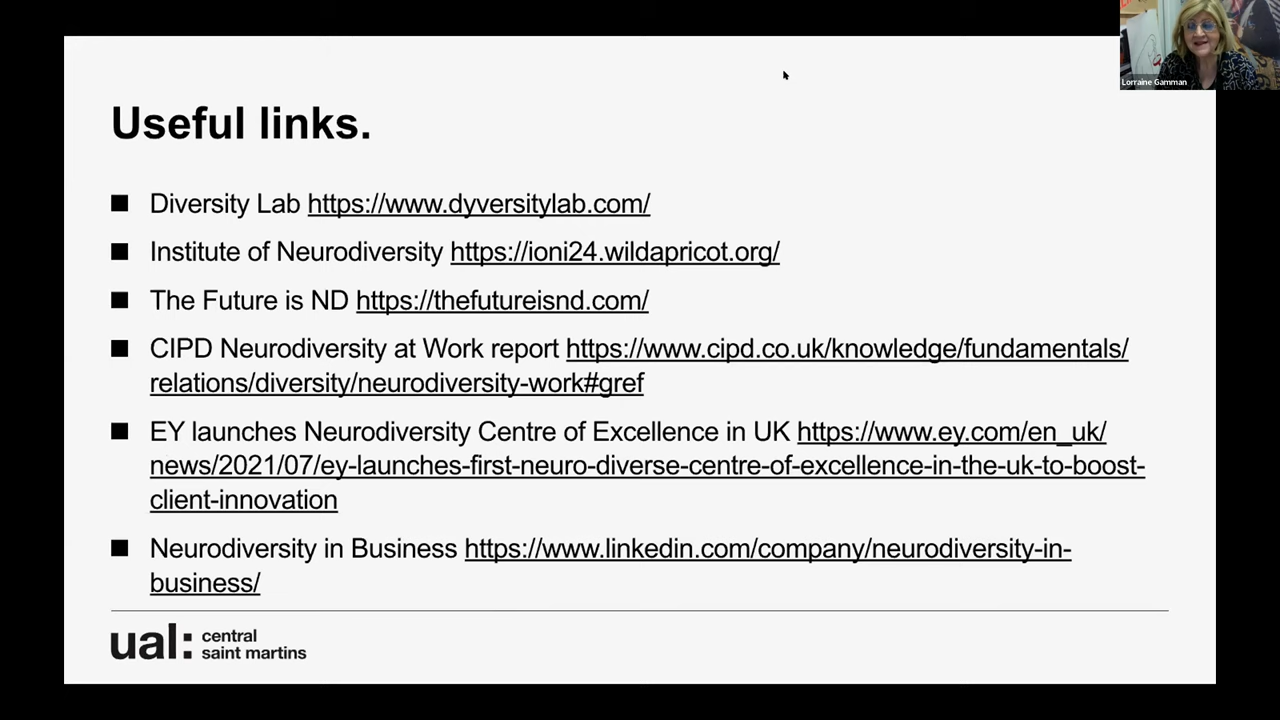 Lorraine Gamman
Useful links.
■ Diversity Lab https://www.dyversitylab.com/
■ Institute of Neurodiversity https://ioni24.wildapricot.org/
■ The Future is ND https://thefutureisnd.com/
■ CIPD Neurodiversity at Work report https://www.cipd.co.uk/knowledge/fundamentals/
relations/diversity/neurodiversity-work#gref
■ EY launches Neurodiversity Centre of Excellence in UK https://www.ey.com/en_uk/
news/2021/07/ey-launches-first-neuro-diverse-centre-of-excellence-in-the-uk-to-boost-
client-innovation
■ Neurodiversity in Business https://www.linkedin.com/company/neurodiversity-in-
business/
ual: central
saint martins